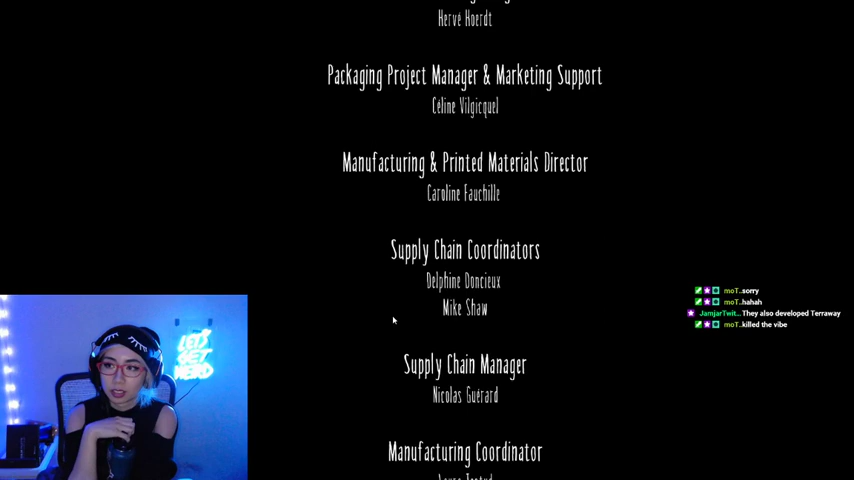 Hervé Hoerdt
Packaging Project Manager & Marketing Support
Céline Vilgicquel
Manufacturing & Printed Materials Director
Caroline Fauchille
Supply Chain Coordinators
Delphine Doncieux
Mike Shaw
Supply Chain Manager
Nicolas Guérard
Manufacturing Coordinator
LET'S
GET
WEIRD
moT..sorry
moT..hahah
JamjarTwit...They also developed Terraway
moT..killed the vibe